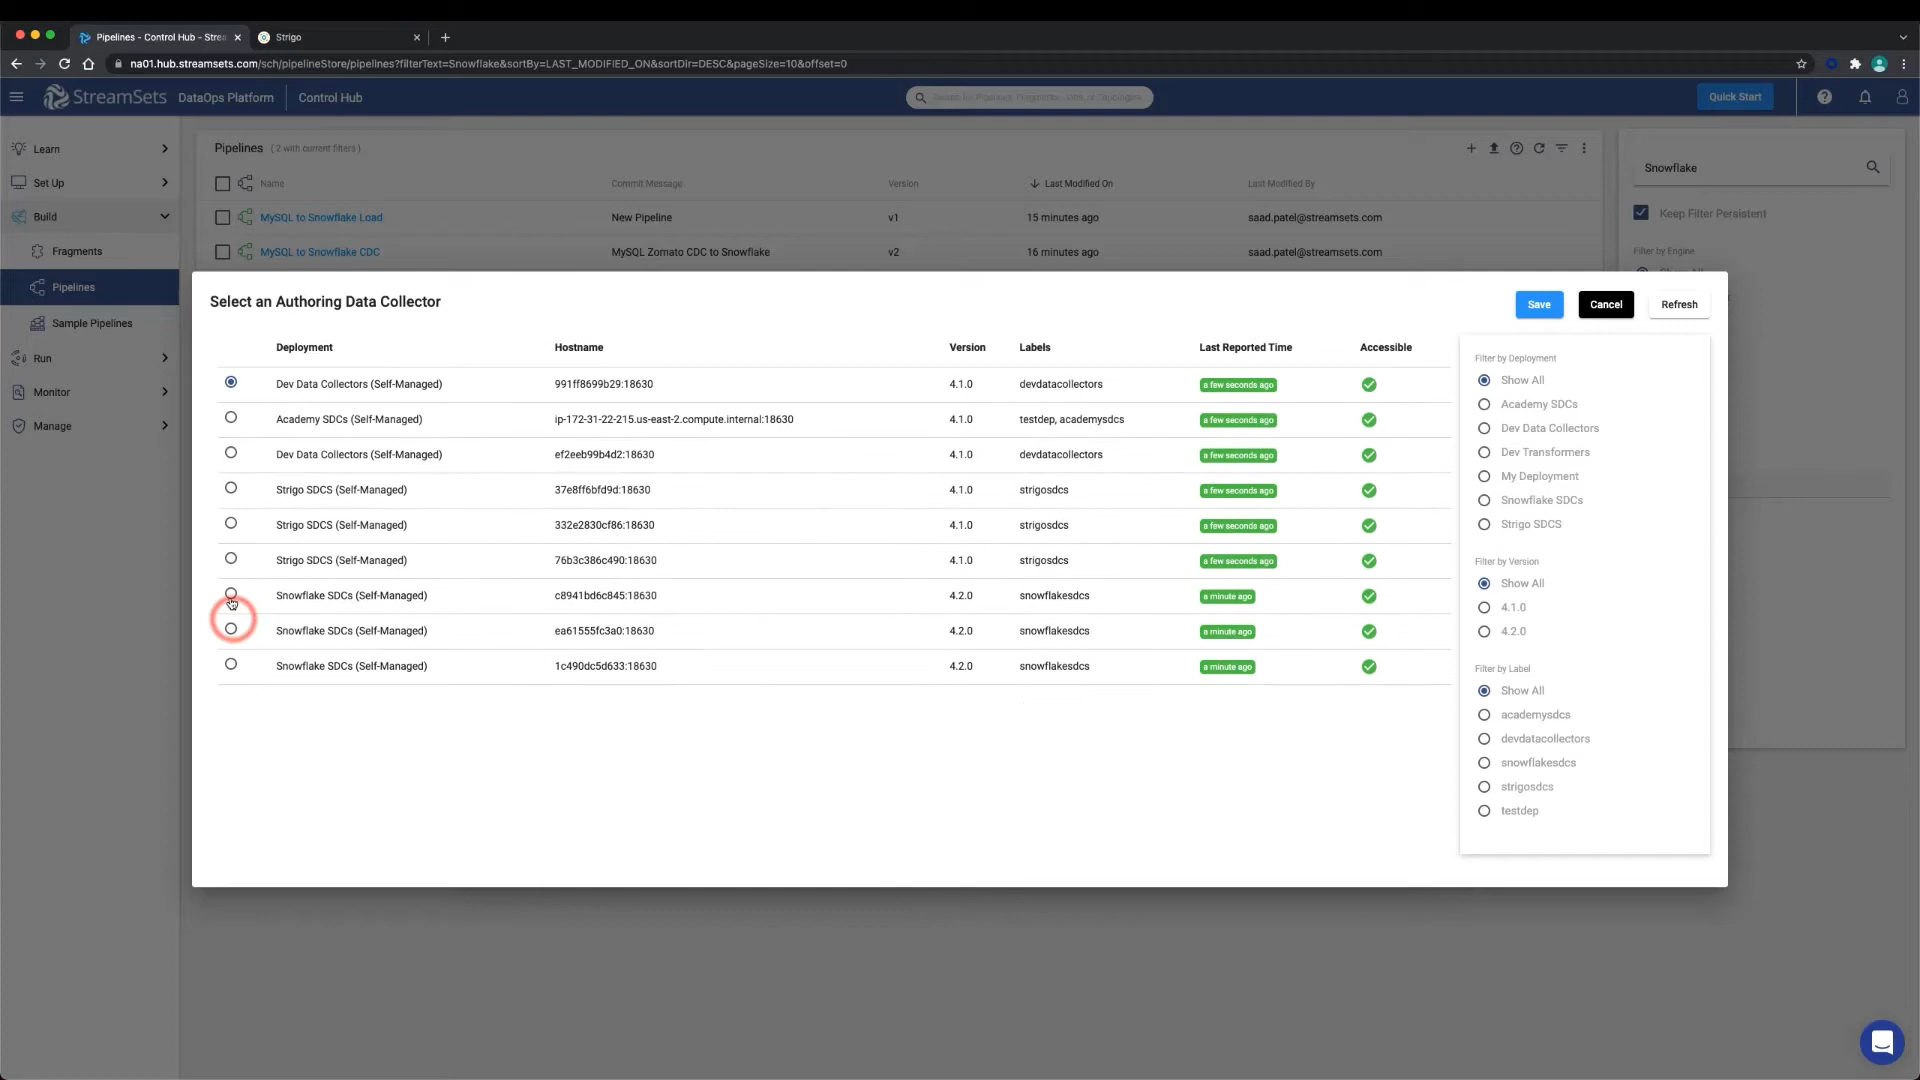 Pipelines - Control Hub - Strea
Strigo
na01.hub.streamsets.com/sch/pipelineStore/pipelines?filterText=Snowflake&sortBy=LAST_MODIFIED_ON&sortDir=DESC&pageSize=10&offset=0
StreamSets DataOps Platform Control Hub
Quick Start
Learn
Set Up
Build
Fragments
Pipelines
Sample Pipelines
Run
Monitor
Manage
Pipelines ( 2 with current filters )
Name Commit Message Version Last Modified On Last Modified By
MySQL to Snowflake Load New Pipeline v1 15 minutes ago saad.patel@streamsets.com
MySQL to Snowflake CDC MySQL Zomato CDC to Snowflake v2 16 minutes ago saad.patel@streamsets.com
Snowflake
Keep Filter Persistent
Filter by Engine
Select an Authoring Data Collector
Save Cancel Refresh
Deployment Hostname Version Labels Last Reported Time Accessible
Dev Data Collectors (Self-Managed) 991ff8699b29:18630 4.1.0 devdatacollectors a few seconds ago
Academy SDCs (Self-Managed) ip-172-31-22-215.us-east-2.compute.internal:18630 4.1.0 testdep, academysdcs a few seconds ago
Dev Data Collectors (Self-Managed) ef2eeb99b4d2:18630 4.1.0 devdatacollectors a few seconds ago
Strigo SDCS (Self-Managed) 37e8ff6bfd9d:18630 4.1.0 strigosdcs a few seconds ago
Strigo SDCS (Self-Managed) 332e2830cf86:18630 4.1.0 strigosdcs a few seconds ago
Strigo SDCS (Self-Managed) 76b3c386c490:18630 4.1.0 strigosdcs a few seconds ago
Snowflake SDCs (Self-Managed) c8941bd6c845:18630 4.2.0 snowflakesdcs a minute ago
Snowflake SDCs (Self-Managed) ea61555fc3a0:18630 4.2.0 snowflakesdcs a minute ago
Snowflake SDCs (Self-Managed) 1c490dc5d633:18630 4.2.0 snowflakesdcs a minute ago
Filter by Deployment
Show All
Academy SDCs
Dev Data Collectors
Dev Transformers
My Deployment
Snowflake SDCs
Strigo SDCS
Filter by Version
Show All
4.1.0
4.2.0
Filter by Label
Show All
academysdcs
devdatacollectors
snowflakesdcs
strigosdcs
testdep